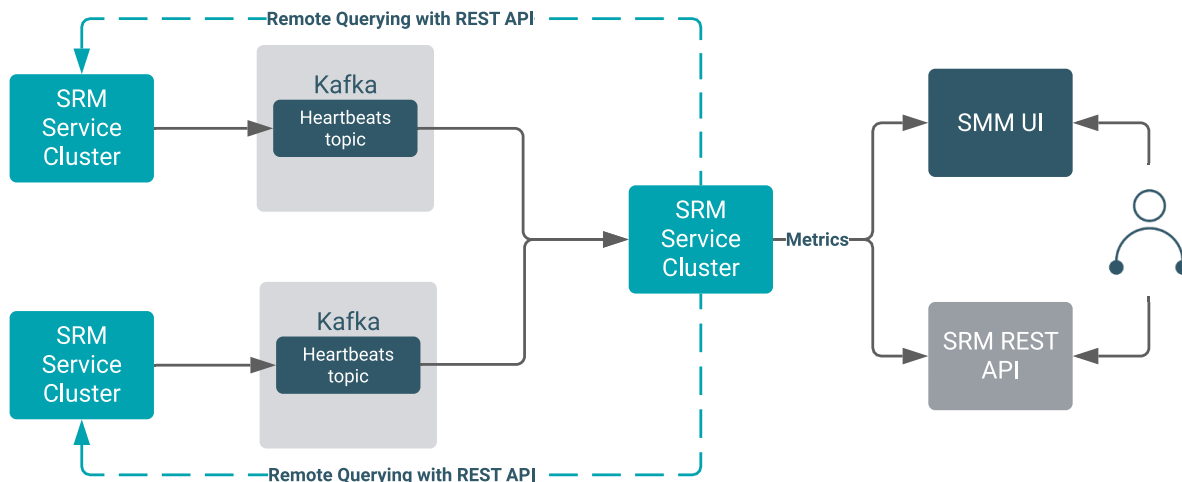 Remote Querying with REST API
SRM
Service
Cluster
Kafka
Heartbeats
topic
SMM UI
SRM
Service
Cluster
Metrics
SRM
Service
Cluster
Kafka
Heartbeats
topic
SRM REST
API
Remote Querying with REST API